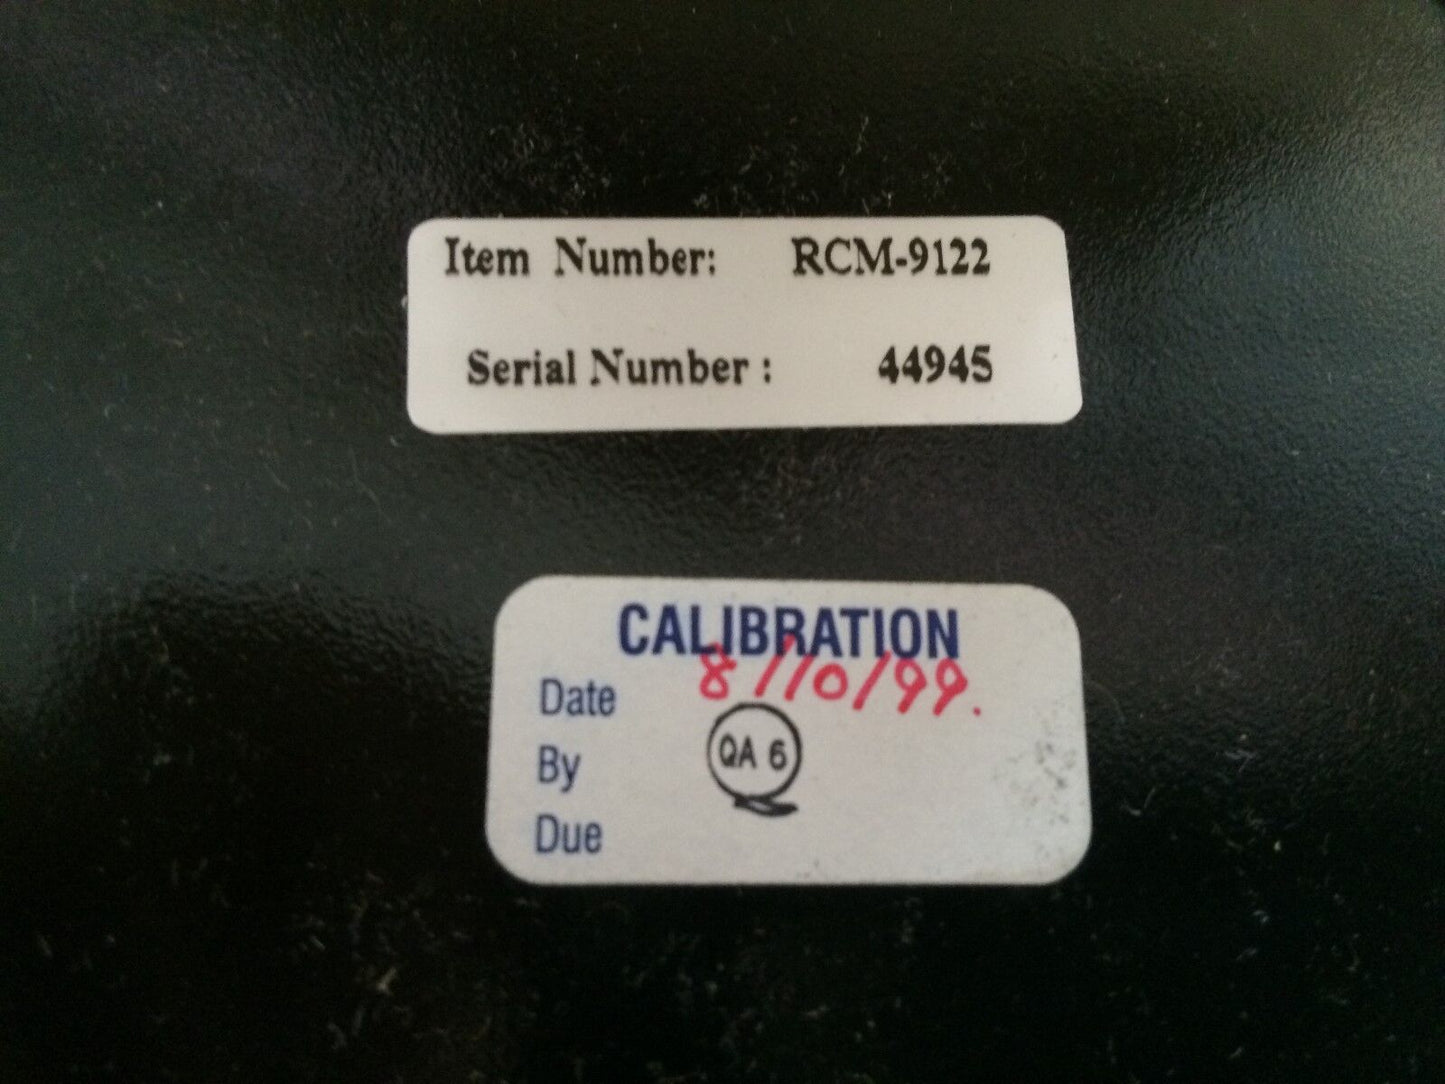 Item Number: RCM-9122
Serial Number : 44945
CALIBRATION
Date 8/10/99.
By QA 6
Due